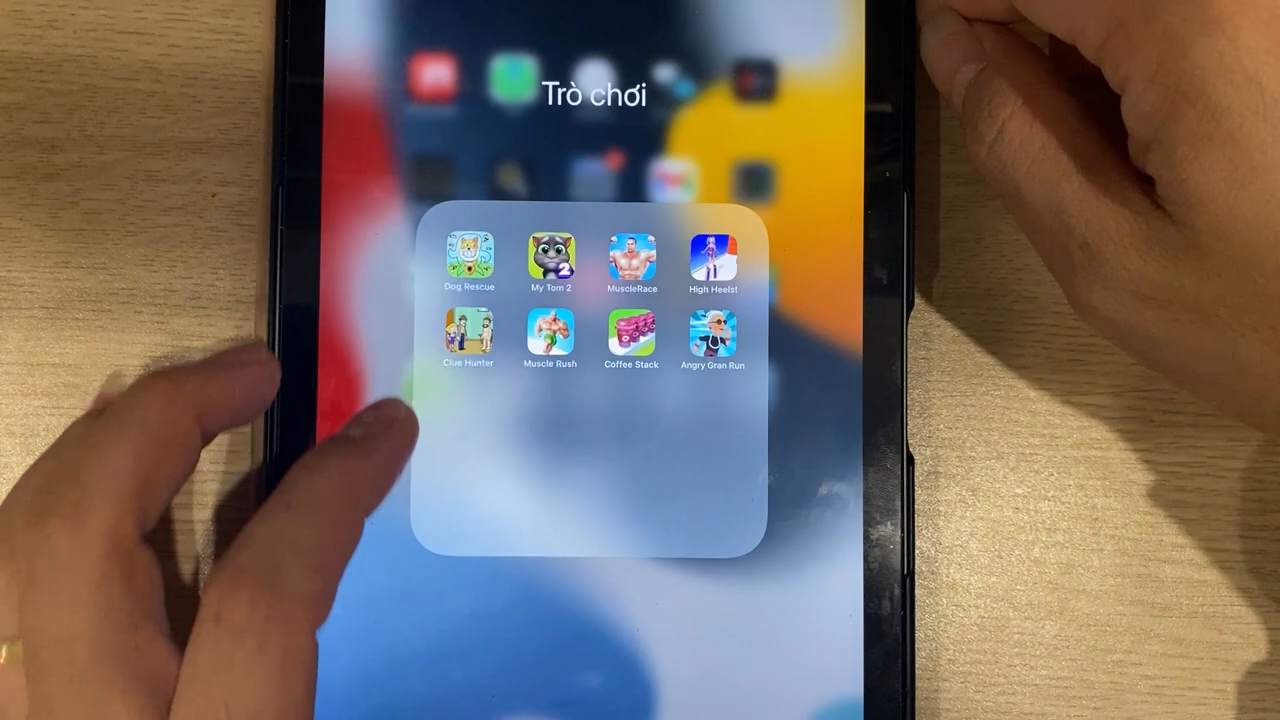 Trò chơi
Dog Rescue
My Tom 2
MuscleRace
High Heels!
Clue Hunter
Muscle Rush
Coffee Stack
Angry Gran Run
2